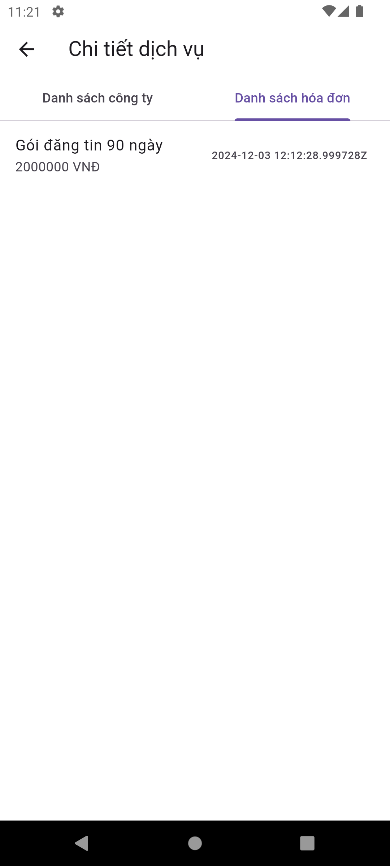 11:21
Chi tiết dịch vụ
Danh sách công ty
Danh sách hóa đơn
Gói đăng tin 90 ngày
2024-12-03 12:12:28.999728Z
2000000 VNĐ